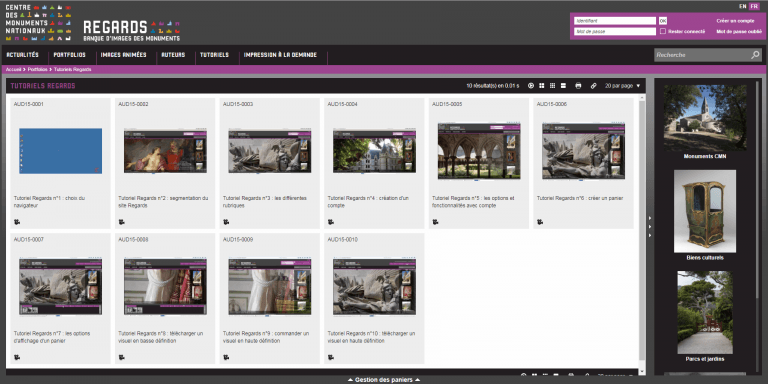 CENTRE
DES
MONUMENTS
NATIONAUX
REGARDS
BANQUE D'IMAGES DES MONUMENTS
EN FR
Identifiant OK Créer un compte
Mot de passe Rester connecté Mot de passe oublié
ACTUALITÉS PORTFOLIOS IMAGES ANIMÉES AUTEURS TUTORIELS IMPRESSION À LA DEMANDE
Recherche
Accueil > Portfolios > Tutoriels Regards
TUTORIELS REGARDS
10 résultat(s) en 0.01 s
20 par page
AUD15-0001
Tutoriel Regards n°1 : choix du
navigateur
AUD15-0002
Tutoriel Regards n°2 : segmentation du
site Regards
AUD15-0003
Tutoriel Regards n°3 : les différentes
rubriques
AUD15-0004
Tutoriel Regards n°4 : création d'un
compte
AUD15-0005
Tutoriel Regards n°5 : les options et
fonctionnalités avec compte
AUD15-0006
Tutoriel Regards n°6 : créer un panier
AUD15-0007
Tutoriel Regards n°7 : les options
d'affichage d'un panier
AUD15-0008
Tutoriel Regards n°8 : télécharger un
visuel en basse définition
AUD15-0009
Tutoriel Regards n°9 : commander un
visuel en haute définition
AUD15-0010
Tutoriel Regards n°10 : télécharger un
visuel en haute définition
Monuments CMN
Biens culturels
Parcs et jardins
Gestion des paniers